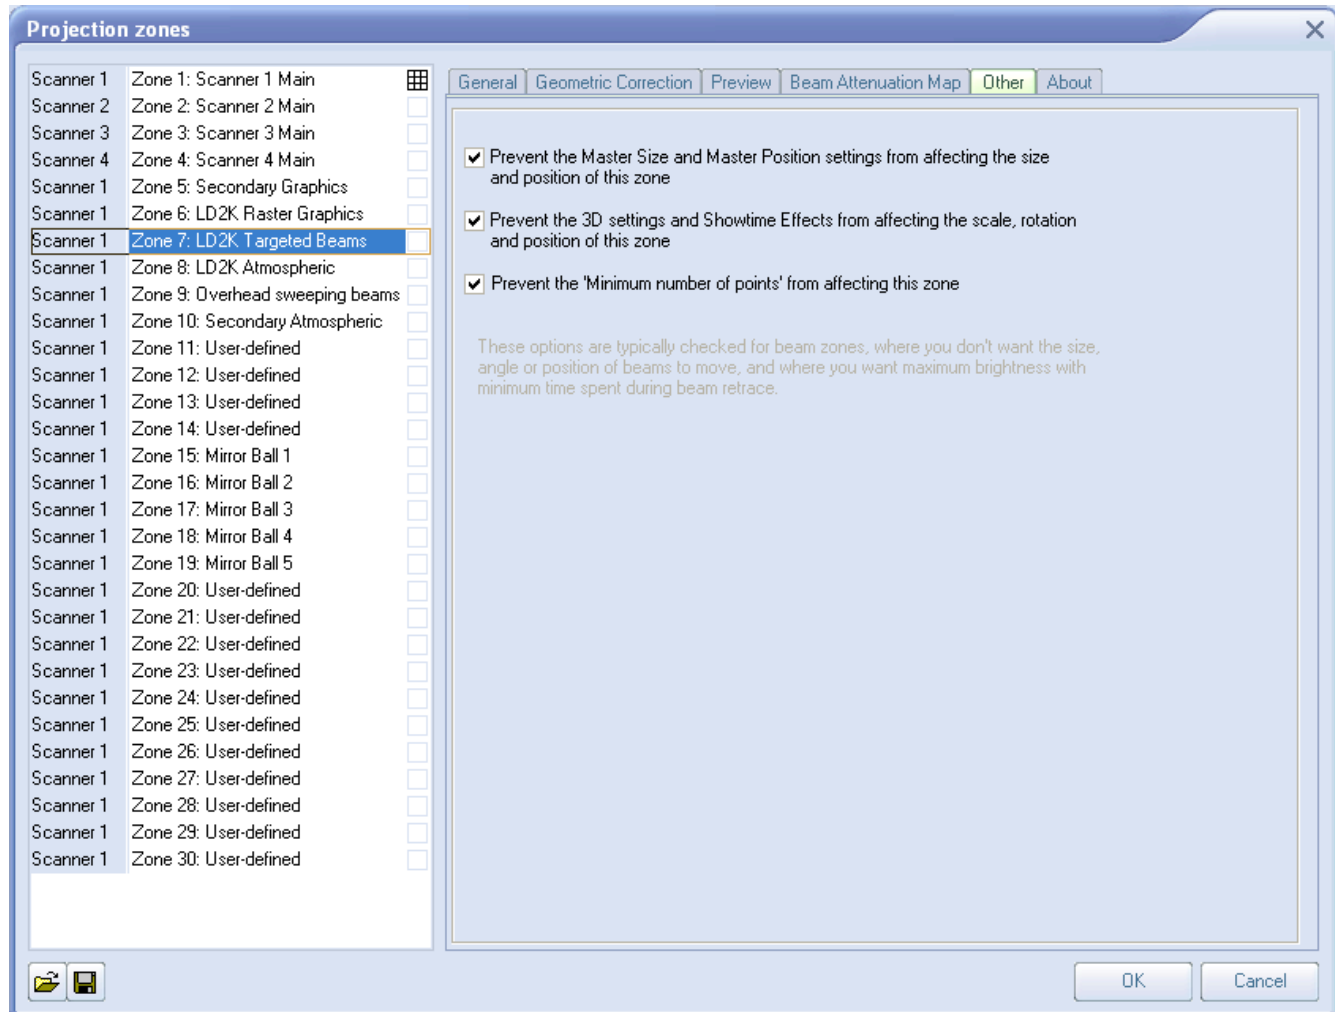 Projection zones
Scanner 1 Zone 1: Scanner 1 Main
Scanner 2 Zone 2: Scanner 2 Main
Scanner 3 Zone 3: Scanner 3 Main
Scanner 4 Zone 4: Scanner 4 Main
Scanner 1 Zone 5: Secondary Graphics
Scanner 1 Zone 6: LD2K Raster Graphics
Scanner 1 Zone 7: LD2K Targeted Beams
Scanner 1 Zone 8: LD2K Atmospheric
Scanner 1 Zone 9: Overhead sweeping beams
Scanner 1 Zone 10: Secondary Atmospheric
Scanner 1 Zone 11: User-defined
Scanner 1 Zone 12: User-defined
Scanner 1 Zone 13: User-defined
Scanner 1 Zone 14: User-defined
Scanner 1 Zone 15: Mirror Ball 1
Scanner 1 Zone 16: Mirror Ball 2
Scanner 1 Zone 17: Mirror Ball 3
Scanner 1 Zone 18: Mirror Ball 4
Scanner 1 Zone 19: Mirror Ball 5
Scanner 1 Zone 20: User-defined
Scanner 1 Zone 21: User-defined
Scanner 1 Zone 22: User-defined
Scanner 1 Zone 23: User-defined
Scanner 1 Zone 24: User-defined
Scanner 1 Zone 25: User-defined
Scanner 1 Zone 26: User-defined
Scanner 1 Zone 27: User-defined
Scanner 1 Zone 28: User-defined
Scanner 1 Zone 29: User-defined
Scanner 1 Zone 30: User-defined
General Geometric Correction Preview Beam Attenuation Map Other About
Prevent the Master Size and Master Position settings from affecting the size
and position of this zone
Prevent the 3D settings and Showtime Effects from affecting the scale, rotation
and position of this zone
Prevent the 'Minimum number of points' from affecting this zone
These options are typically checked for beam zones, where you don't want the size,
angle or position of beams to move, and where you want maximum brightness with
minimum time spent during beam retrace.
OK Cancel